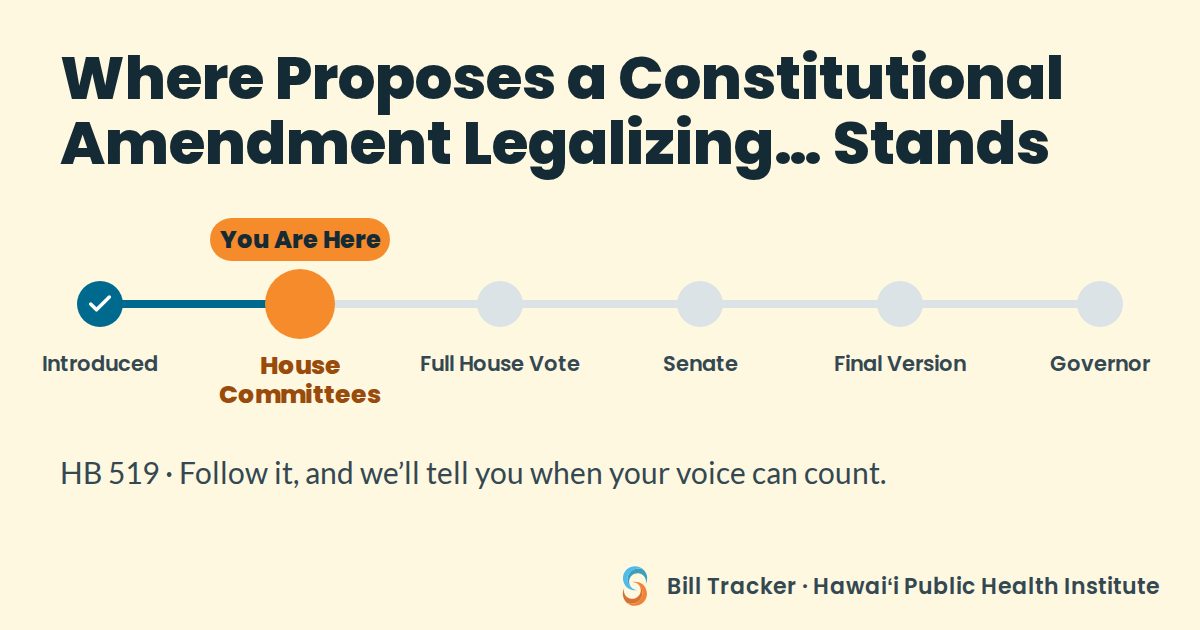 Where Proposes a Constitutional
Amendment Legalizing... Stands
You Are Here
Introduced
House
Committees
Full House Vote
Senate
Final Version
Governor
HB 519 · Follow it, and we’ll tell you when your voice can count.
Bill Tracker · Hawaiʻi Public Health Institute